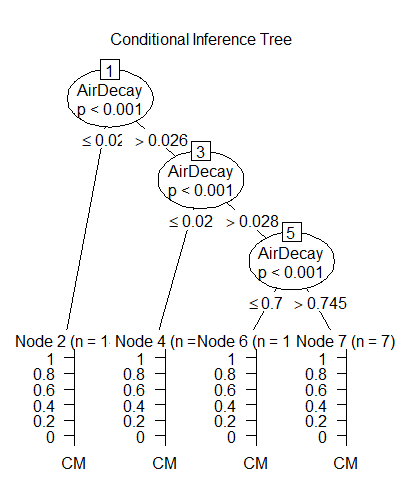 Conditional Inference Tree
1
AirDecay
p < 0.001
≤ 0.02 > 0.026
3
AirDecay
p < 0.001
≤ 0.02 > 0.028
5
AirDecay
p < 0.001
≤ 0.7 > 0.745
Node 2 (n = 1 Node 4 (n = Node 6 (n = 1 Node 7 (n = 7)
1 1 1 1
0.8 0.8 0.8 0.8
0.6 0.6 0.6 0.6
0.4 0.4 0.4 0.4
0.2 0.2 0.2 0.2
0 0 0 0
CM CM CM CM